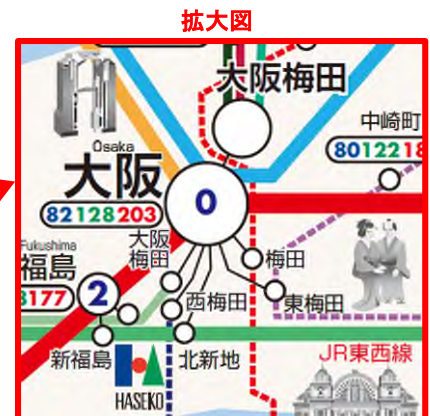 拡大図
大阪梅田
中崎町
8012218
Osaka
大阪
0
82128203
大阪
梅田
梅田
Fukushima
福島
177
2
西梅田
東梅田
新福島
北新地
JR東西線
HASEKO